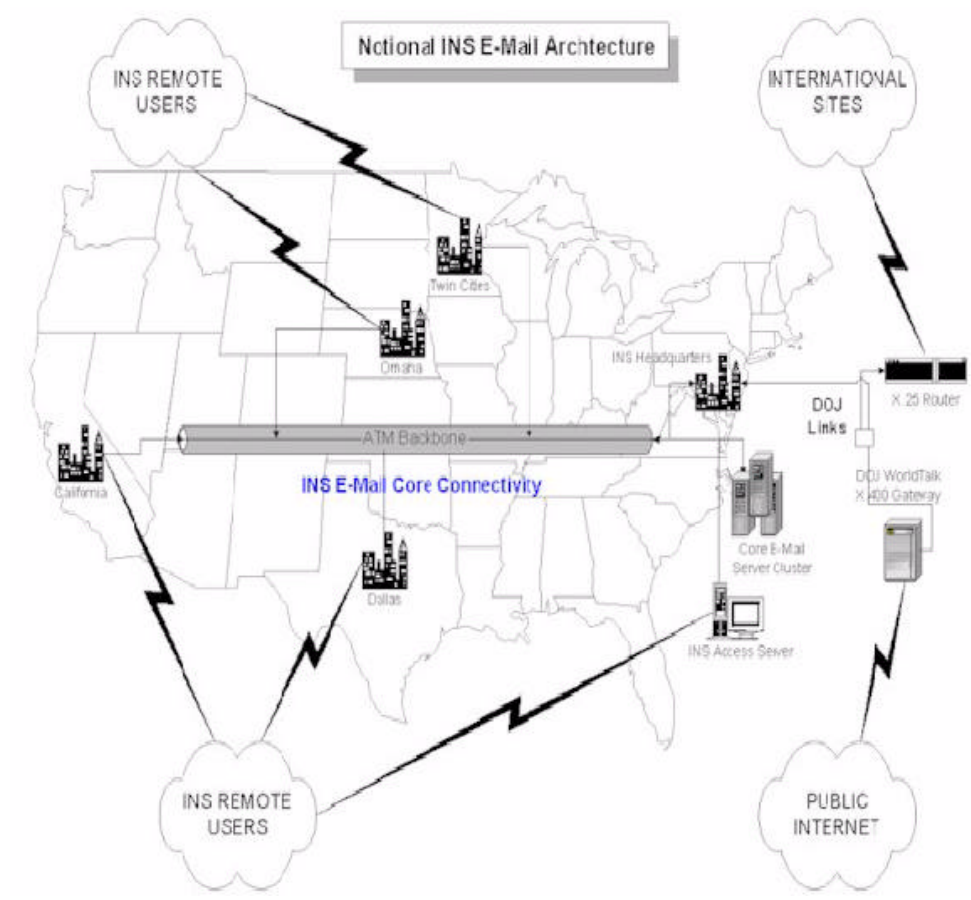 Notional INS E-Mail Archtecture
INS REMOTE
USERS
INTERNATIONAL
SITES
Twin Cities
Omaha
INS Headquarters
X.25 Router
DOJ
Links
ATM Backbone
California
INS E-Mail Core Connectivity
DOJ WorldTalk
X.400 Gateway
Core E-Mail
Server Cluster
Dallas
INS Access Server
INS REMOTE
USERS
PUBLIC
INTERNET